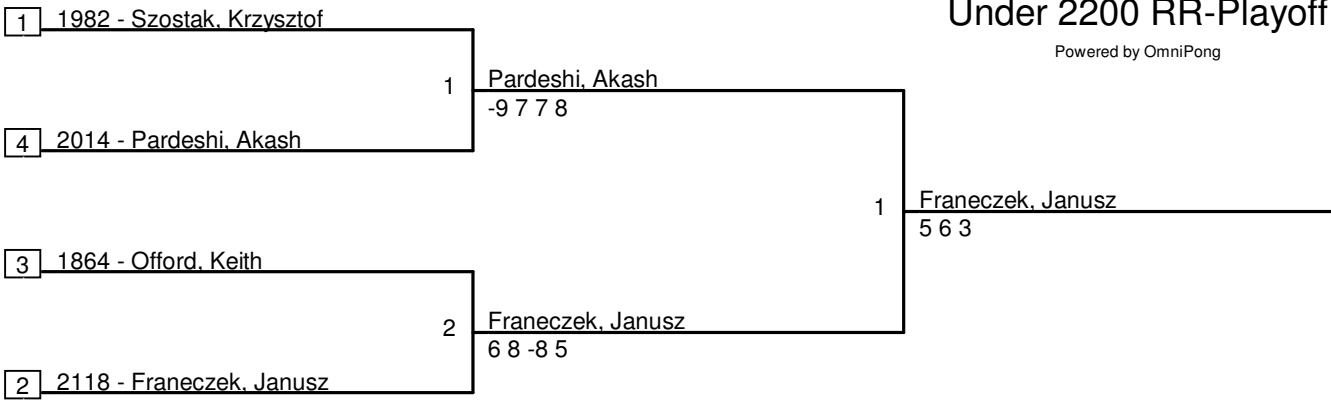 Under 2200 RR-Playoff
Powered by OmniPong
1 1982 - Szostak, Krzysztof
1 Pardeshi, Akash
-9 7 7 8
4 2014 - Pardeshi, Akash
1 Franeczek, Janusz
5 6 3
3 1864 - Offord, Keith
2 Franeczek, Janusz
6 8 -8 5
2 2118 - Franeczek, Janusz